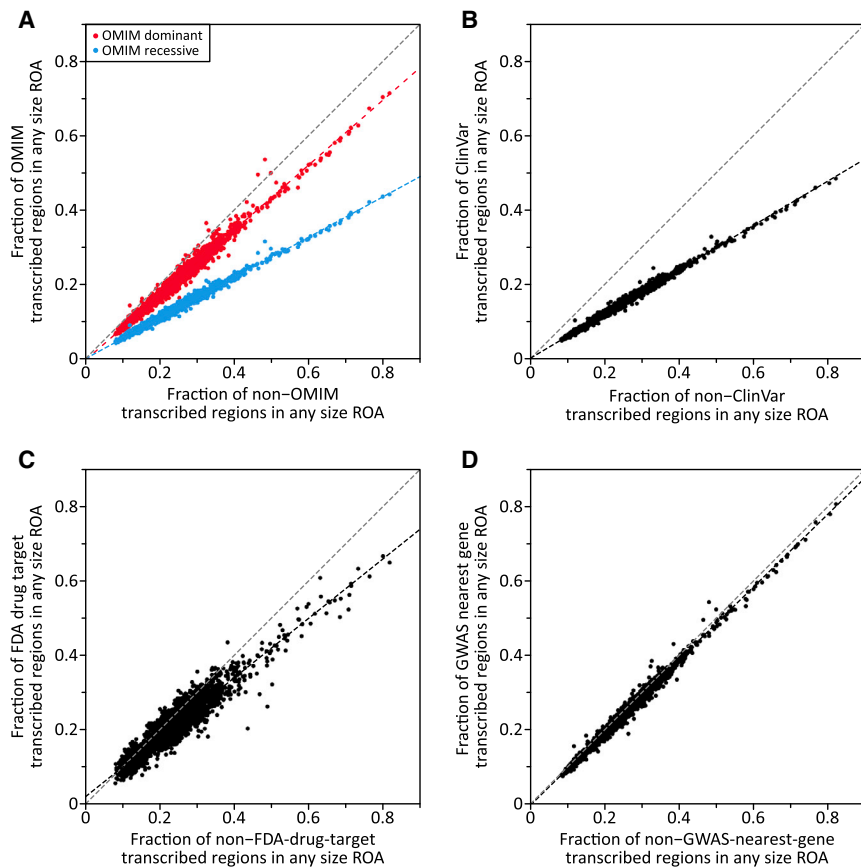 A
OMIM dominant
OMIM recessive
0.8
0.6
0.4
0.2
0
0
0.2
0.4
0.6
0.8
Fraction of OMIM
transcribed regions in any size ROA
Fraction of non−OMIM
transcribed regions in any size ROA
B
0.8
0.6
0.4
0.2
0
0
0.2
0.4
0.6
0.8
Fraction of ClinVar
transcribed regions in any size ROA
Fraction of non−ClinVar
transcribed regions in any size ROA
C
0.8
0.6
0.4
0.2
0
0
0.2
0.4
0.6
0.8
Fraction of FDA drug target
transcribed regions in any size ROA
Fraction of non−FDA-drug-target
transcribed regions in any size ROA
D
0.8
0.6
0.4
0.2
0
0
0.2
0.4
0.6
0.8
Fraction of GWAS nearest gene
transcribed regions in any size ROA
Fraction of non−GWAS-nearest-gene
transcribed regions in any size ROA